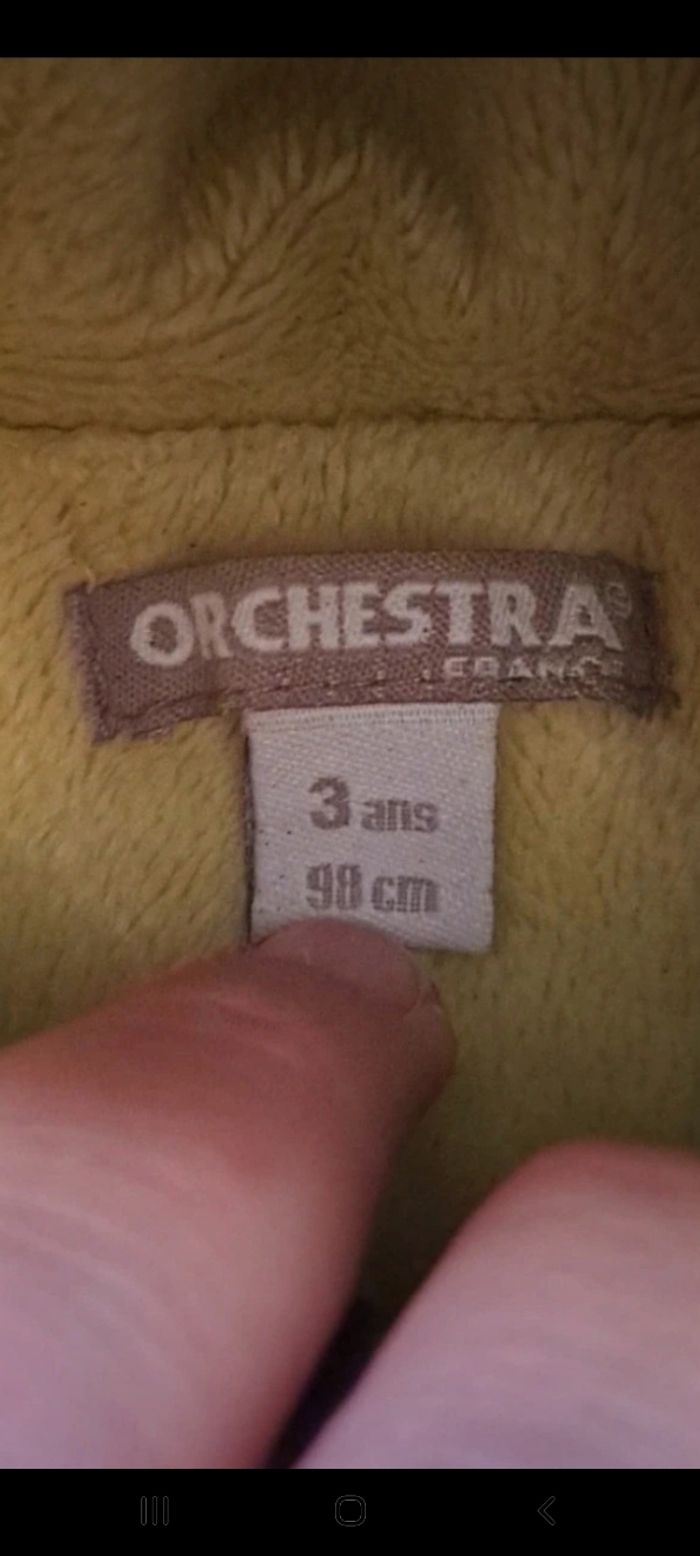 ORCHESTRA®
FRANCE
3 ans
98 cm